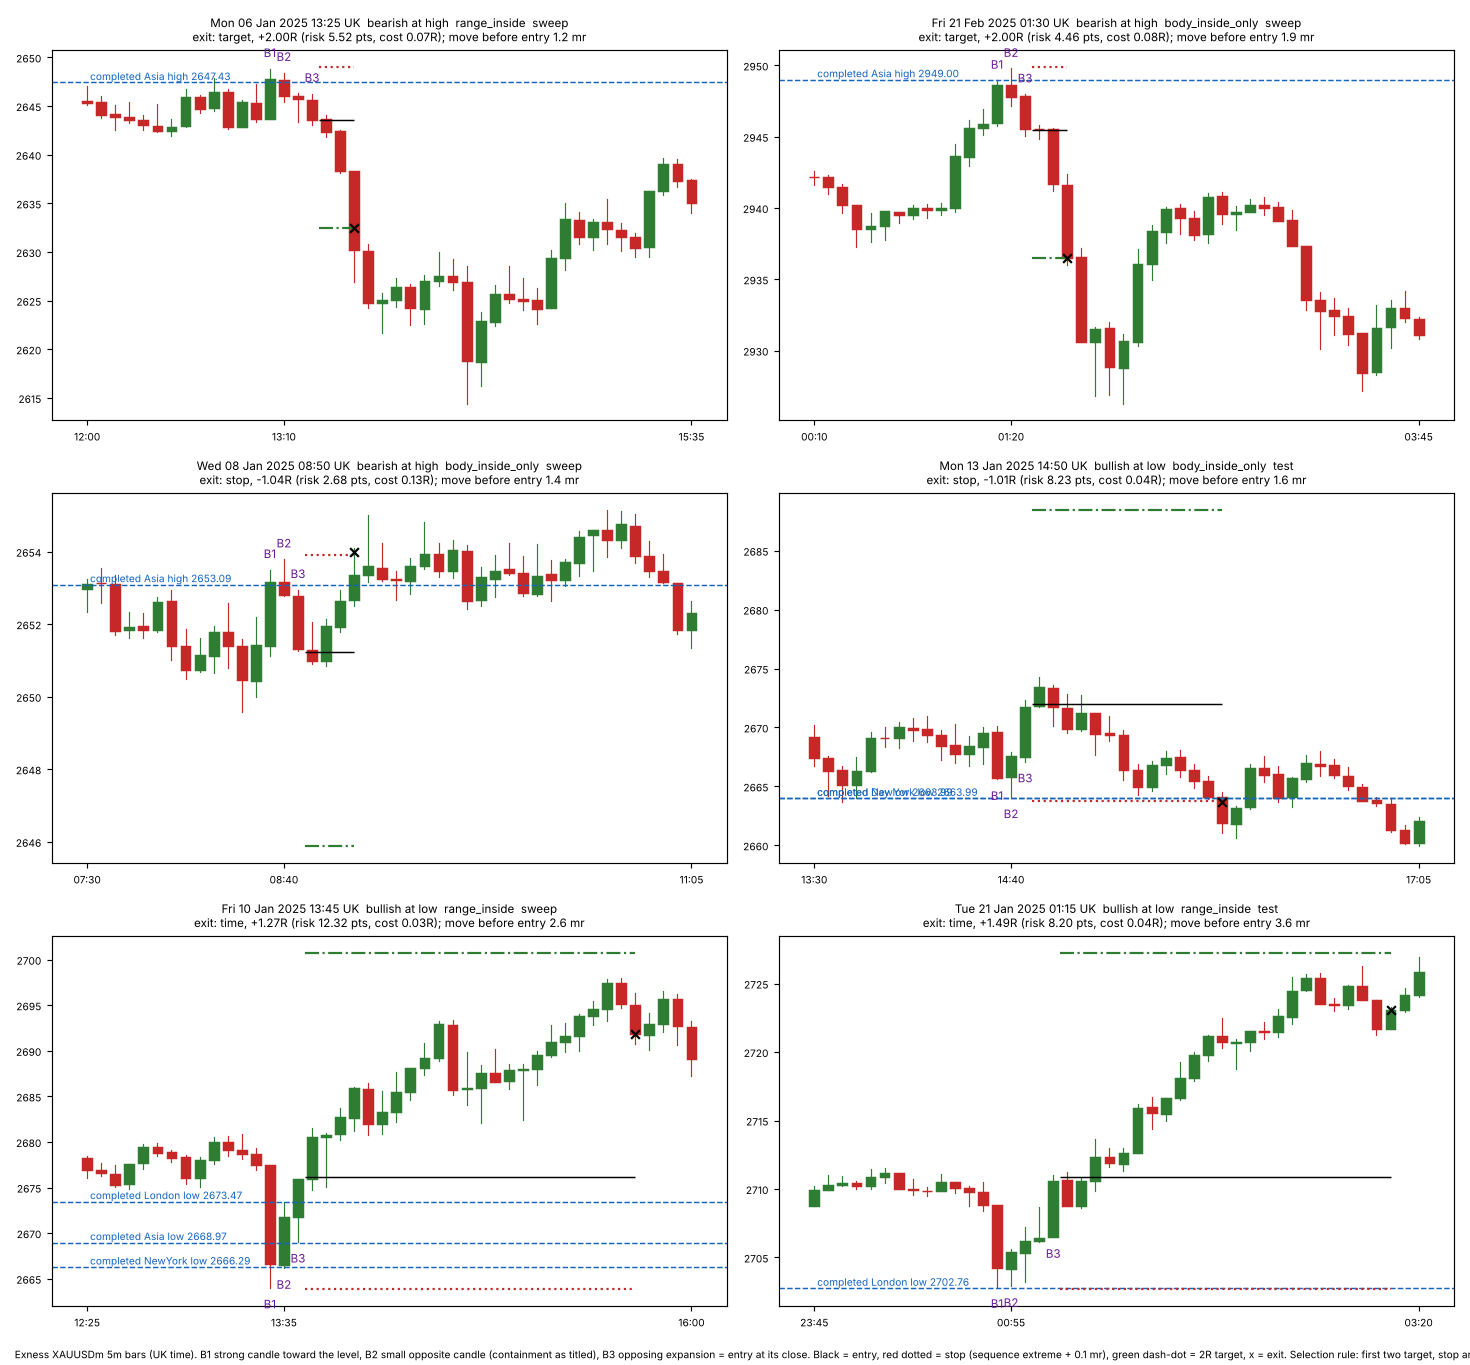 Mon 06 Jan 2025 13:25 UK  bearish at high  range_inside  sweep
exit: target, +2.00R (risk 5.52 pts, cost 0.07R); move before entry 1.2 mr
2650
2645
2640
2635
2630
2625
2620
2615
completed Asia high 2647.43
B1
B2
B3
12:00
13:10
15:35
Fri 21 Feb 2025 01:30 UK  bearish at high  body_inside_only  sweep
exit: target, +2.00R (risk 4.46 pts, cost 0.08R); move before entry 1.9 mr
2950
2945
2940
2935
2930
completed Asia high 2949.00
B1
B2
B3
00:10
01:20
03:45
Wed 08 Jan 2025 08:50 UK  bearish at high  body_inside_only  sweep
exit: stop, -1.04R (risk 2.68 pts, cost 0.13R); move before entry 1.4 mr
2654
2652
2650
2648
2646
completed Asia high 2653.09
B1
B2
B3
07:30
08:40
11:05
Mon 13 Jan 2025 14:50 UK  bullish at low  body_inside_only  test
exit: stop, -1.01R (risk 8.23 pts, cost 0.04R); move before entry 1.6 mr
2685
2680
2675
2670
2665
2660
completed
B1
B2
B3
13:30
14:40
17:05
Fri 10 Jan 2025 13:45 UK  bullish at low  range_inside  sweep
exit: time, +1.27R (risk 12.32 pts, cost 0.03R); move before entry 2.6 mr
2700
2695
2690
2685
2680
2675
2670
2665
completed London low 2673.47
completed Asia low 2668.97
completed NewYork low 2666.29
B3
B2
B1
12:25
13:35
16:00
Tue 21 Jan 2025 01:15 UK  bullish at low  range_inside  test
exit: time, +1.49R (risk 8.20 pts, cost 0.04R); move before entry 3.6 mr
2725
2720
2715
2710
2705
completed London low 2702.76
B3
B1
B2
23:45
00:55
03:20
Exness XAUUSDm 5m bars (UK time). B1 strong candle toward the level, B2 small opposite candle (containment as titled), B3 opposing expansion = entry at its close. Black = entry, red dotted = stop (sequence extreme + 0.1 mr), green dash-dot = 2R target, x = exit. Selection rule: first two target, stop